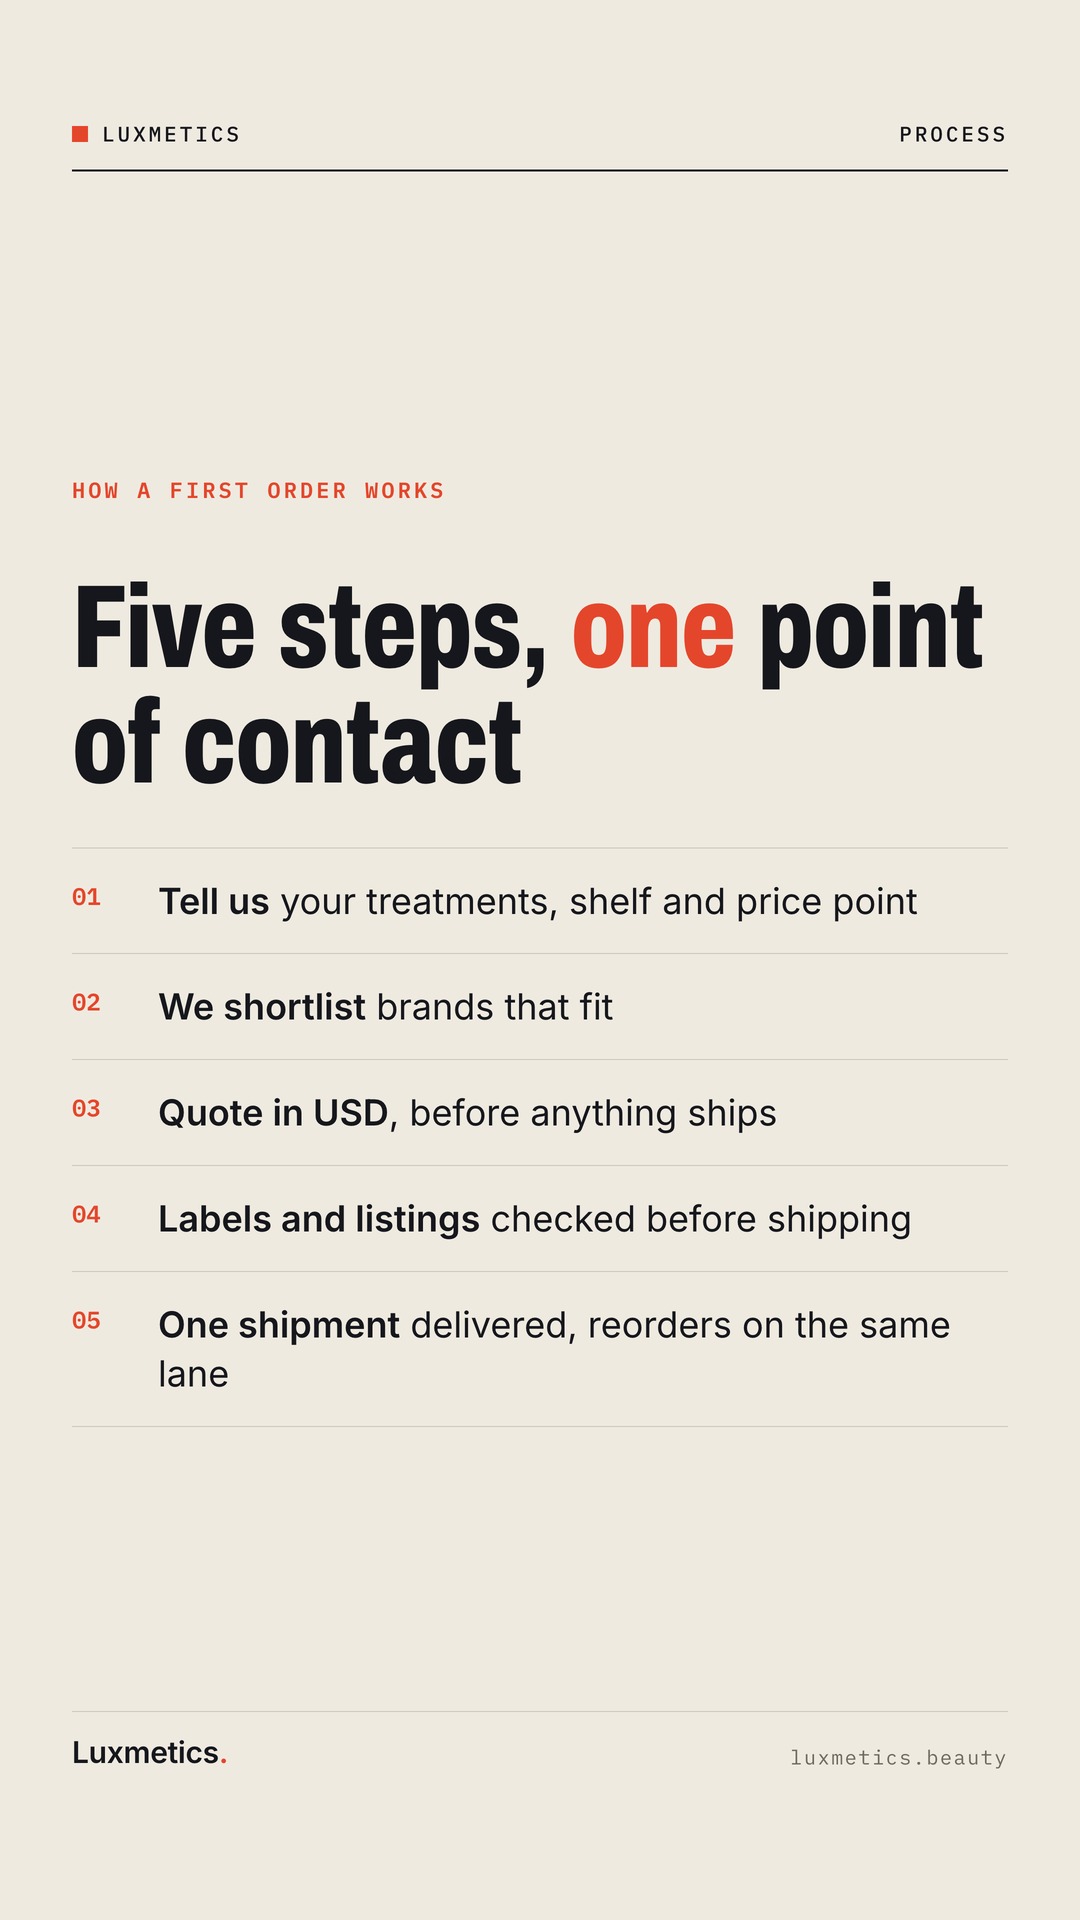 LUXMETICS
PROCESS
HOW A FIRST ORDER WORKS
Five steps, one point
of contact
01 Tell us your treatments, shelf and price point
02 We shortlist brands that fit
03 Quote in USD, before anything ships
04 Labels and listings checked before shipping
05 One shipment delivered, reorders on the same
lane
Luxmetics.
luxmetics.beauty